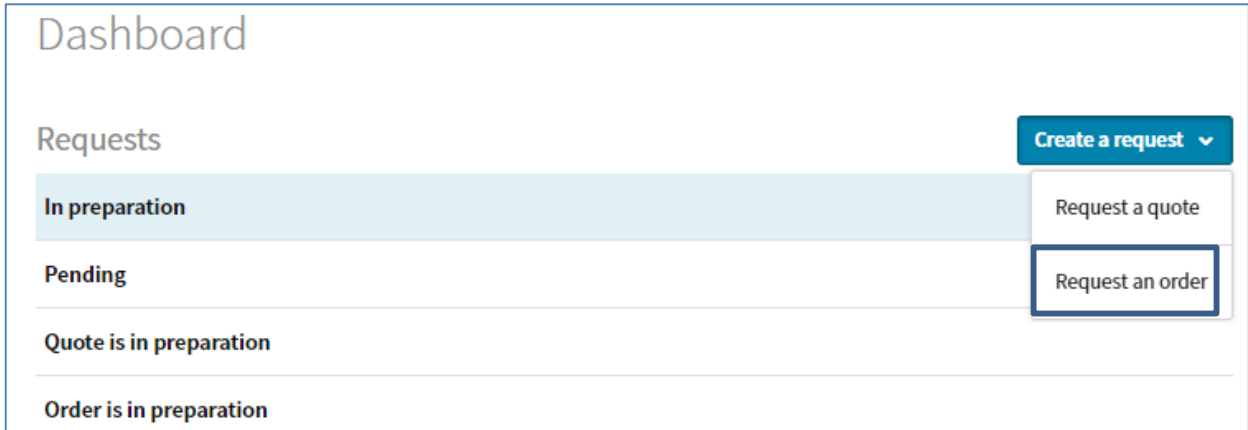 Dashboard
Requests
Create a request
In preparation
Request a quote
Pending
Request an order
Quote is in preparation
Order is in preparation